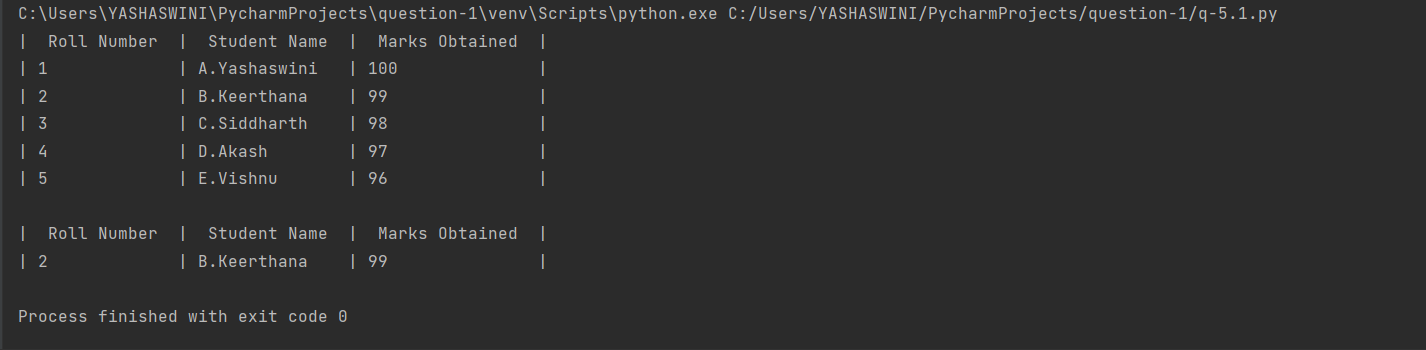 C:\Users\YASHASWINI\PycharmProjects\question-1\venv\Scripts\python.exe C:/Users/YASHASWINI/PycharmProjects/question-1/q-5.1.py
|  Roll Number  |  Student Name  |  Marks Obtained  |
| 1             | A.Yashaswini   | 100              |
| 2             | B.Keerthana    | 99               |
| 3             | C.Siddharth    | 98               |
| 4             | D.Akash        | 97               |
| 5             | E.Vishnu       | 96               |
|  Roll Number  |  Student Name  |  Marks Obtained  |
| 2             | B.Keerthana    | 99               |
Process finished with exit code 0